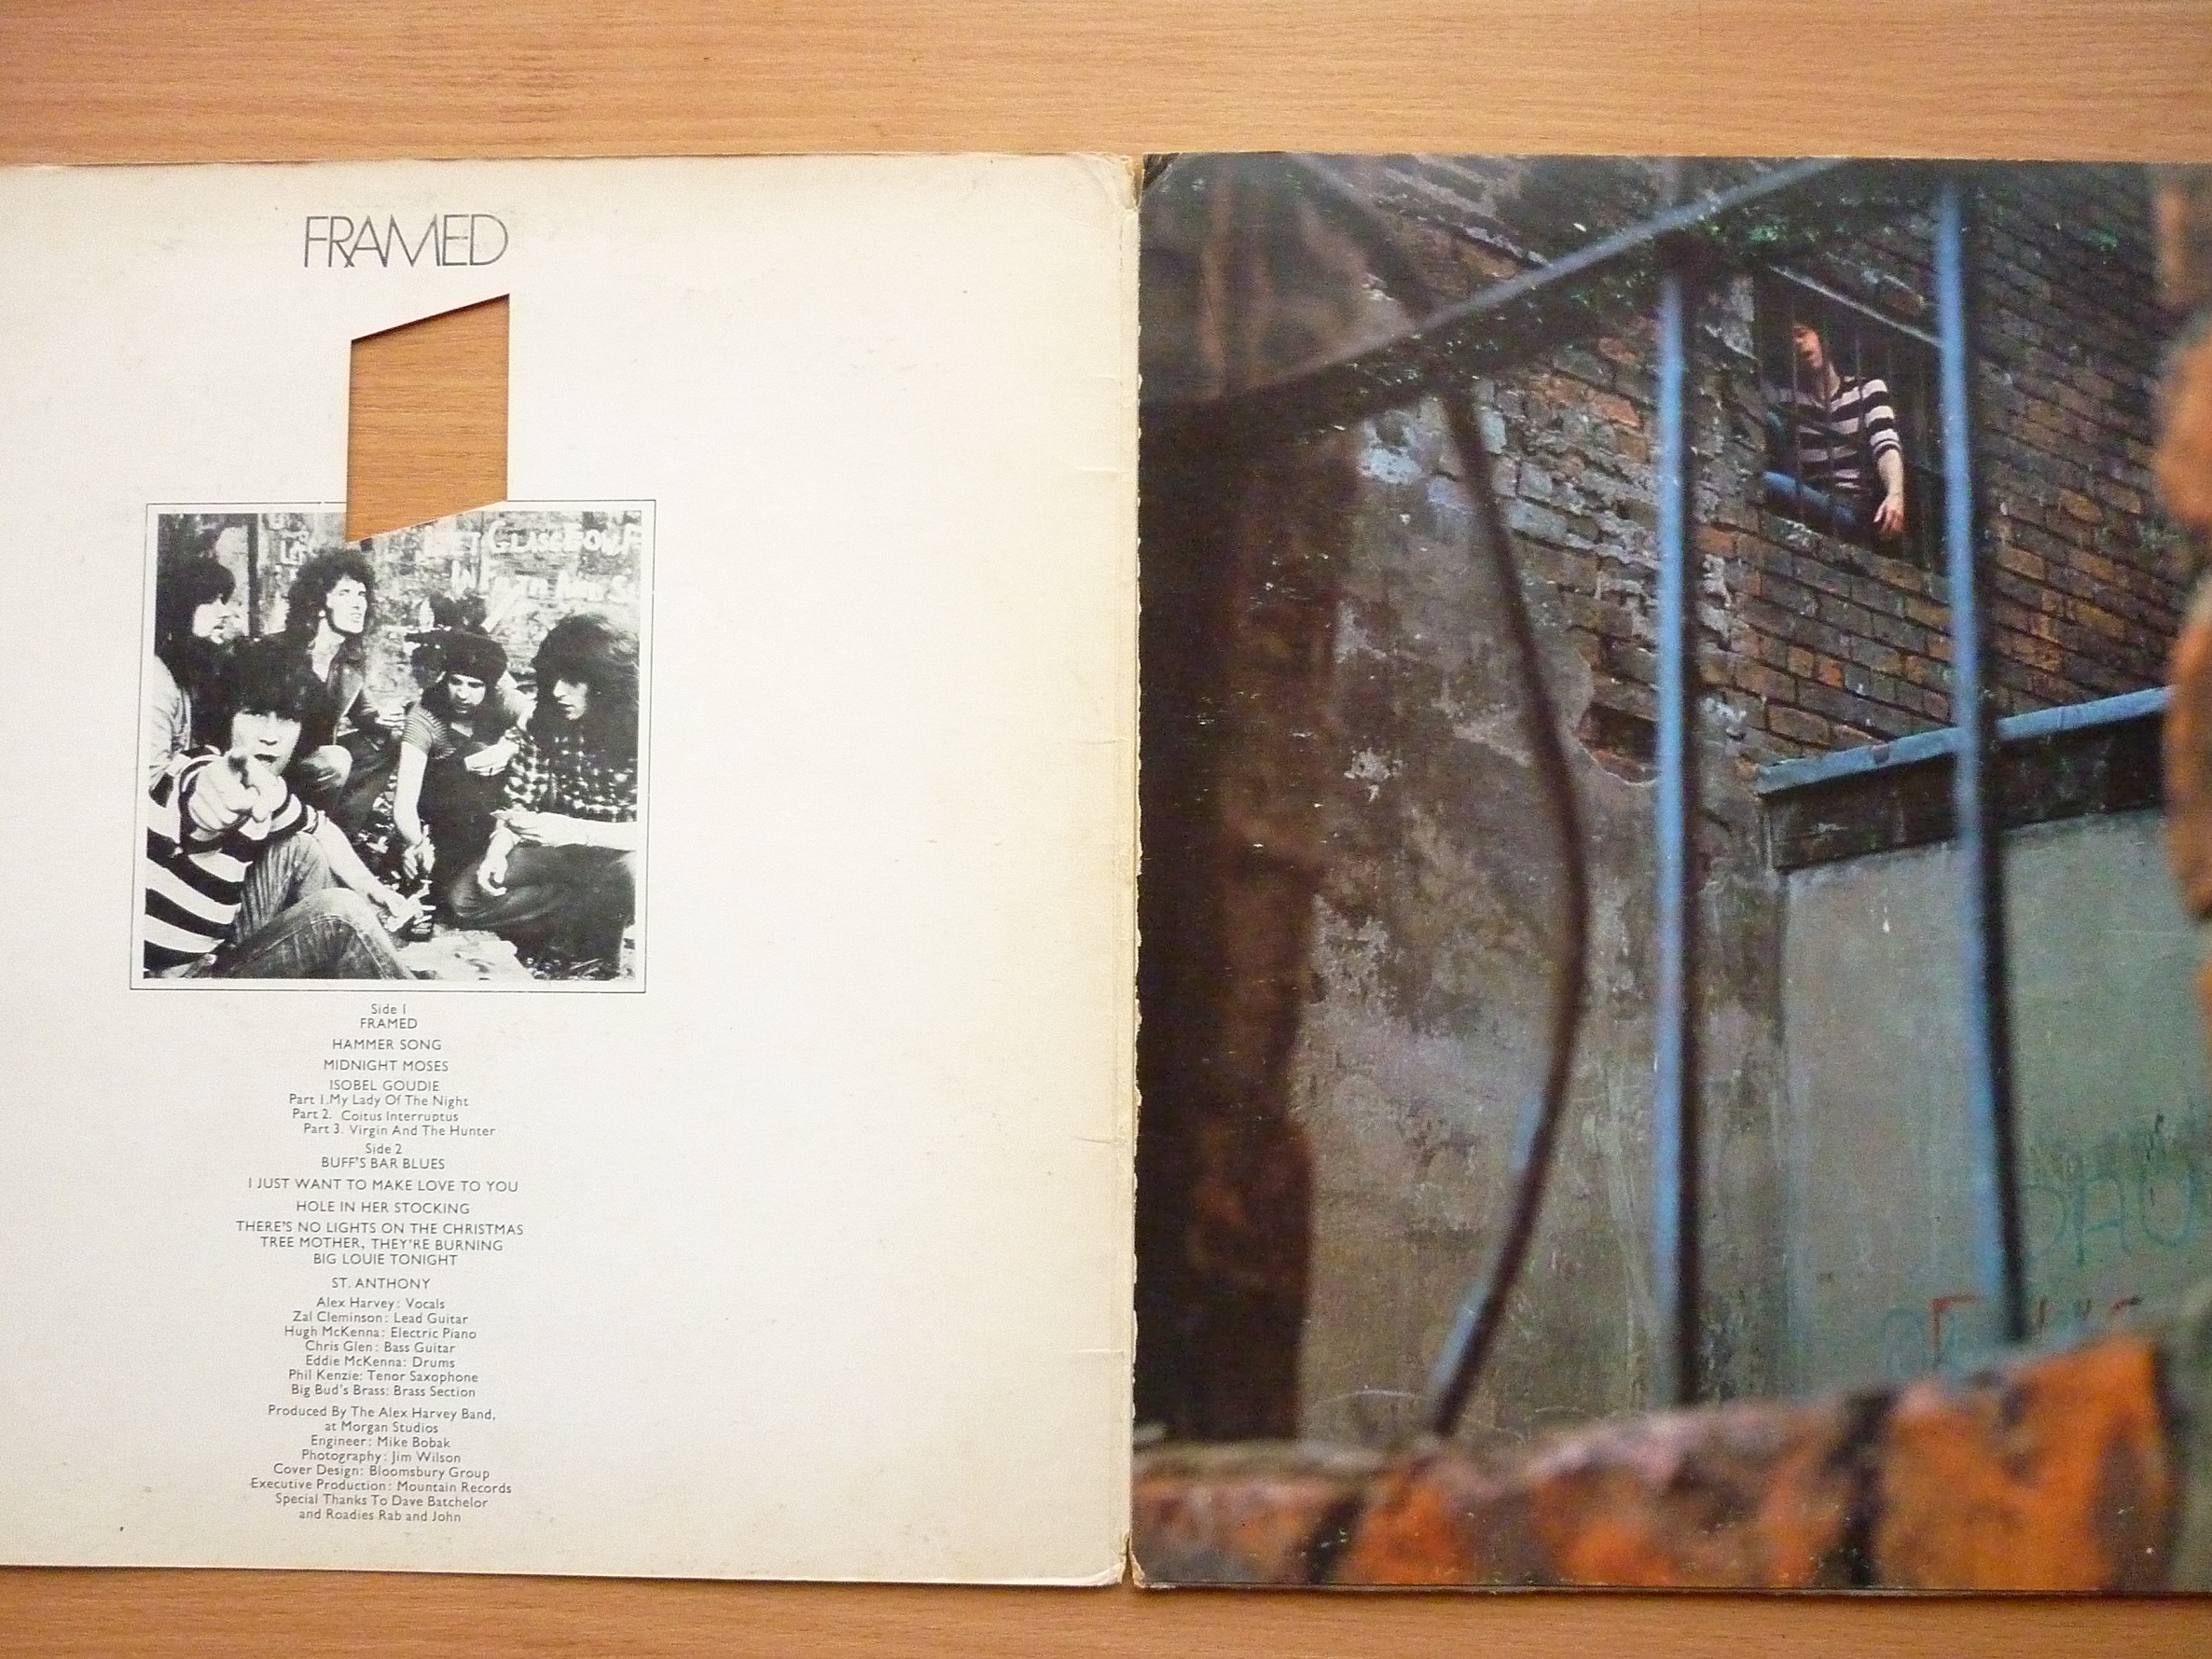 FRAMED
GLASGOW
Side 1
FRAMED
HAMMER SONG
MIDNIGHT MOSES
ISOBEL GOUDIE
Part 1.My Lady Of The Night
Part 2. Coitus Interruptus
Part 3. Virgin And The Hunter
Side 2
BUFF'S BAR BLUES
I JUST WANT TO MAKE LOVE TO YOU
HOLE IN HER STOCKING
THERE'S NO LIGHTS ON THE CHRISTMAS
TREE MOTHER, THEY'RE BURNING
BIG LOUIE TONIGHT
ST. ANTHONY
Alex Harvey: Vocals
Zal Cleminson: Lead Guitar
Hugh McKenna: Electric Piano
Chris Glen: Bass Guitar
Eddie McKenna: Drums
Phil Kenzie: Tenor Saxophone
Big Bud's Brass: Brass Section
Produced By The Alex Harvey Band,
at Morgan Studios
Engineer: Mike Bobak
Photography: Jim Wilson
Cover Design: Bloomsbury Group
Executive Production: Mountain Records
Special Thanks To Dave Batchelor
and Roadies Rab and John